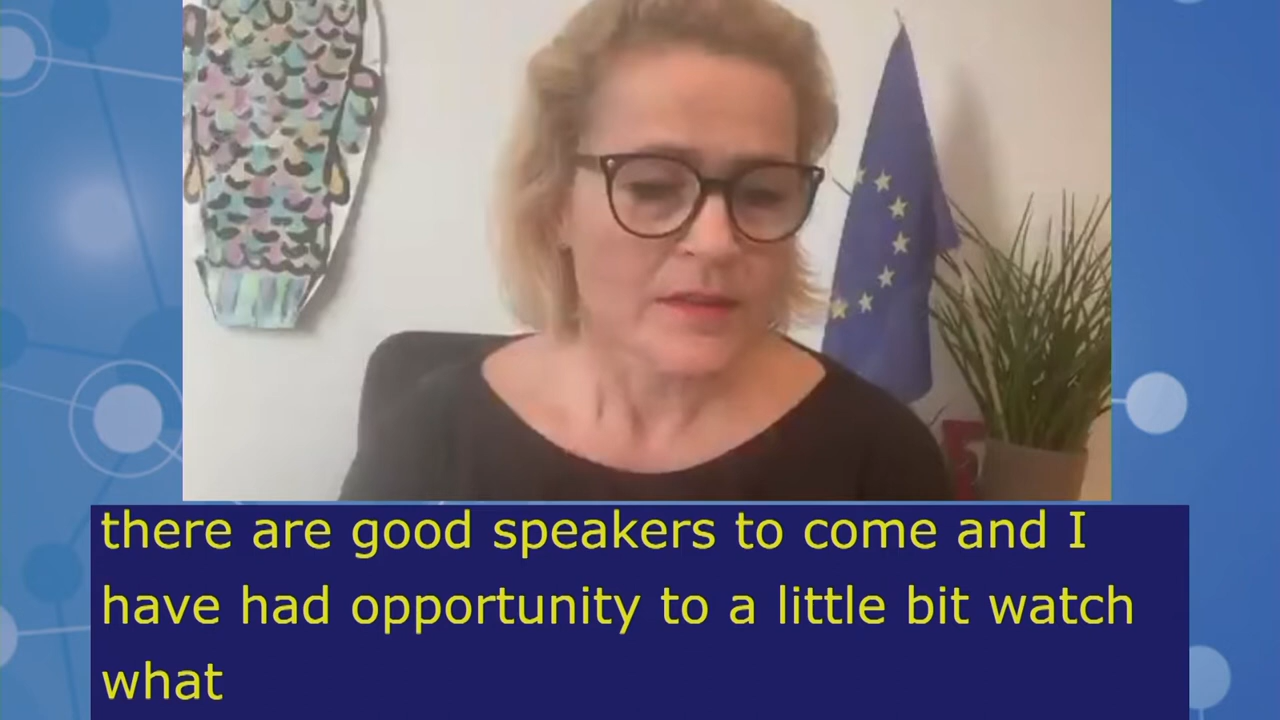 there are good speakers to come and I
have had opportunity to a little bit watch
what